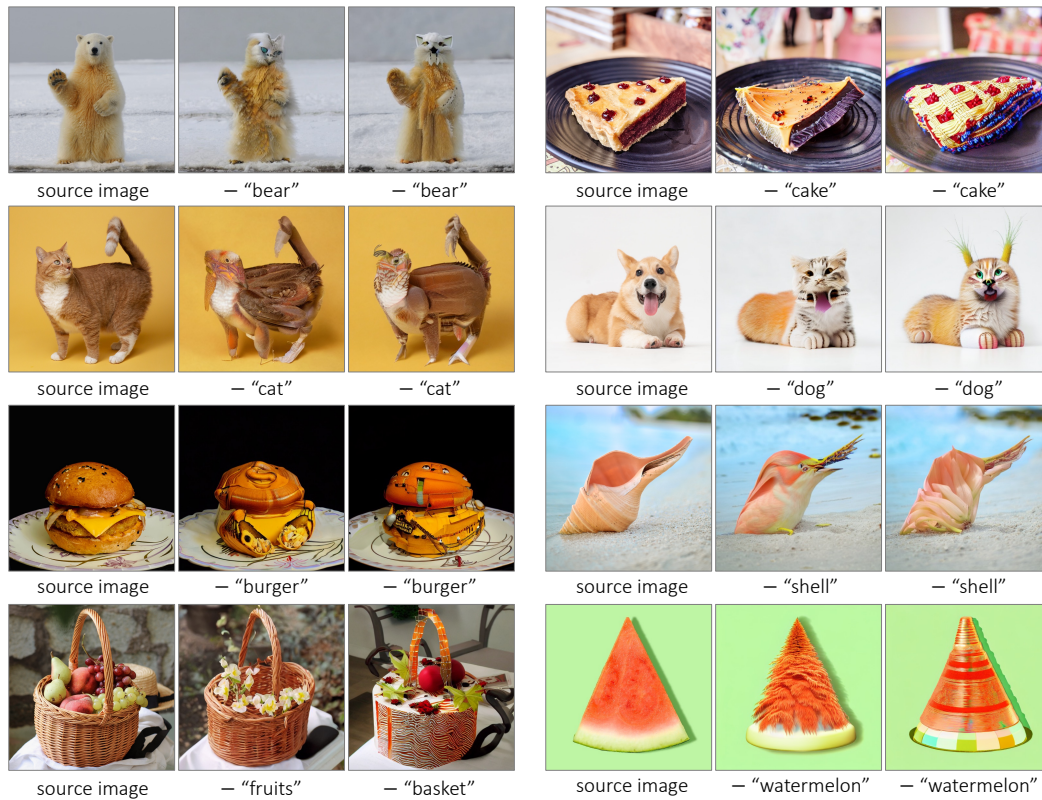 source image — “bear” — “bear” source image — “cake” — “cake”
source image — “cat” — “cat” source image — “dog” — “dog”
source image — “burger” — “burger” source image — “shell” — “shell”
source image — “fruits” — “basket” source image — “watermelon” — “watermelon”